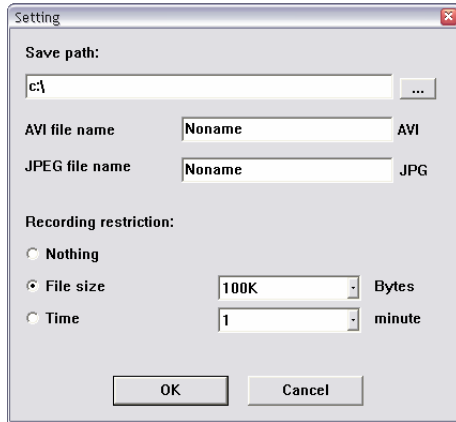 Setting
Save path:
c:\
...
AVI file name Noname AVI
JPEG file name Noname JPG
Recording restriction:
Nothing
File size 100K Bytes
Time 1 minute
OK Cancel